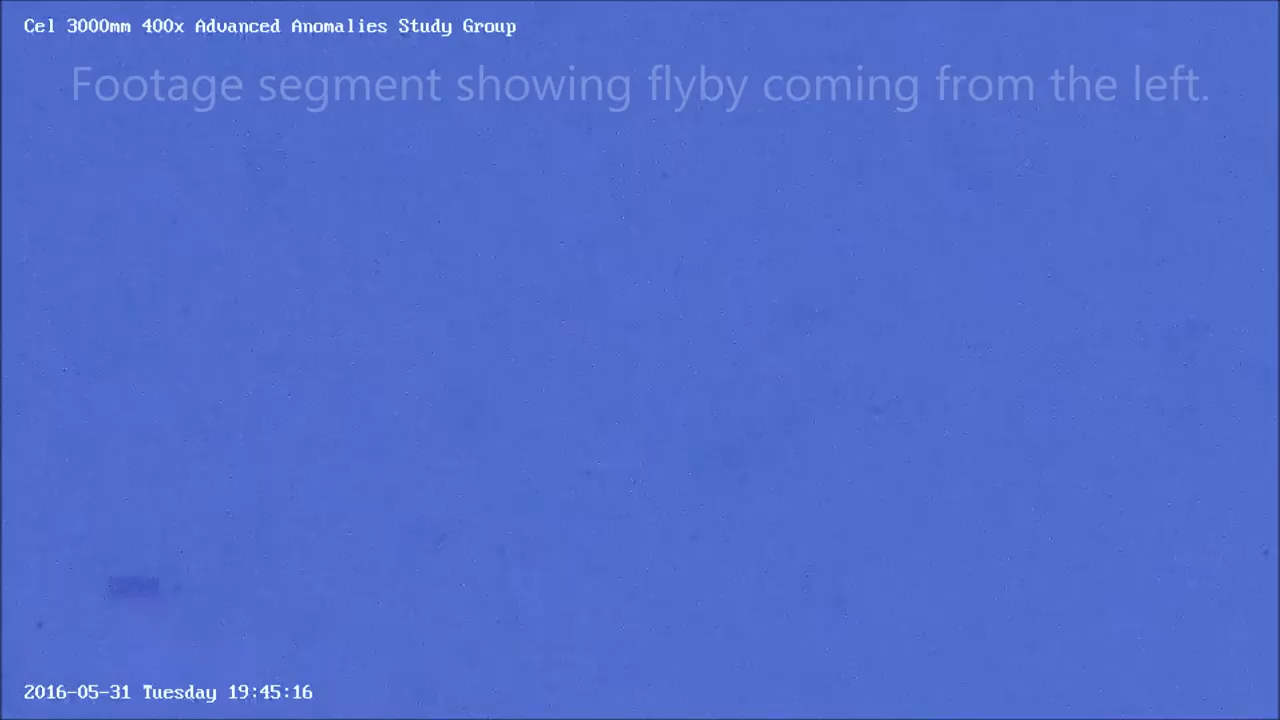 Cel 3000mm 400x Advanced Anomalies Study Group
Footage segment showing flyby coming from the left.
2016-05-31 Tuesday 19:45:16